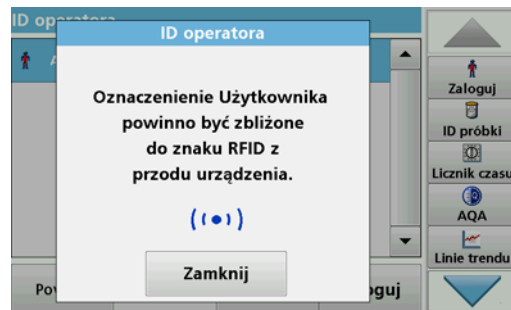 ID operatora
ID operatora
Oznaczenienie Użytkownika
powinno być zbliżone
do znaku RFID z
przodu urządzenia.
Zamknij
Zaloguj
ID próbki
Licznik czasu
AQA
Linie trendu